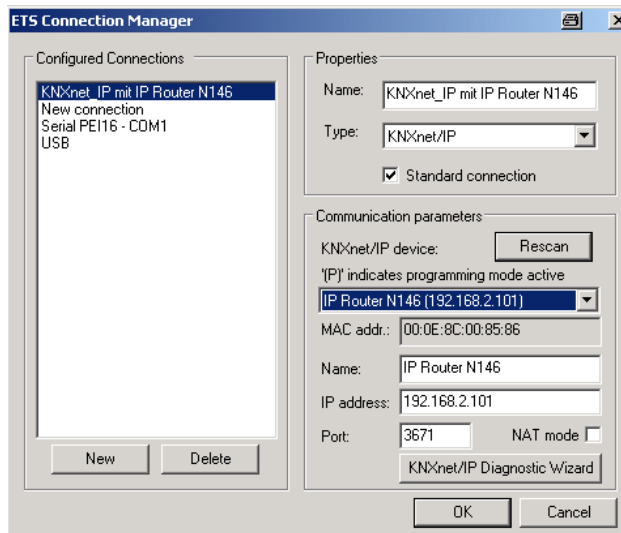 ETS Connection Manager
Configured Connections
KNXnet_IP mit IP Router N146
New connection
Serial PEI16 - COM1
USB
New
Delete
Properties
Name: KNXnet_IP mit IP Router N146
Type: KNXnet/IP
Standard connection
Communication parameters
KNXnet/IP device: Rescan
'(P)' indicates programming mode active
IP Router N146 (192.168.2.101)
MAC addr.: 00:0E:8C:00:85:86
Name: IP Router N146
IP address: 192.168.2.101
Port: 3671 NAT mode
KNXnet/IP Diagnostic Wizard
OK Cancel